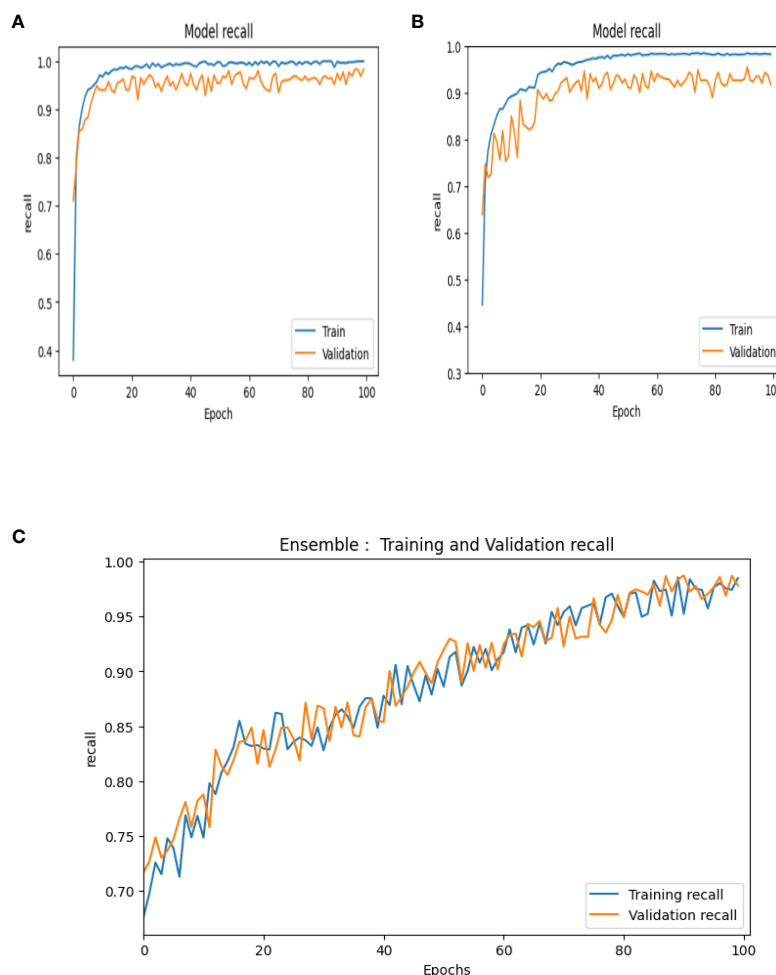 A
Model recall
1.0
0.9
0.8
0.7
0.6
0.5
0.4
recall
0 20 40 60 80 100
Epoch
Train
Validation
B
Model recall
1.0
0.9
0.8
0.7
0.6
0.5
0.4
0.3
recall
0 20 40 60 80
Epoch
Train
Validation
C
Ensemble : Training and Validation recall
1.00
0.95
0.90
0.85
0.80
0.75
0.70
recall
0 20 40 60 80 100
Epochs
Training recall
Validation recall